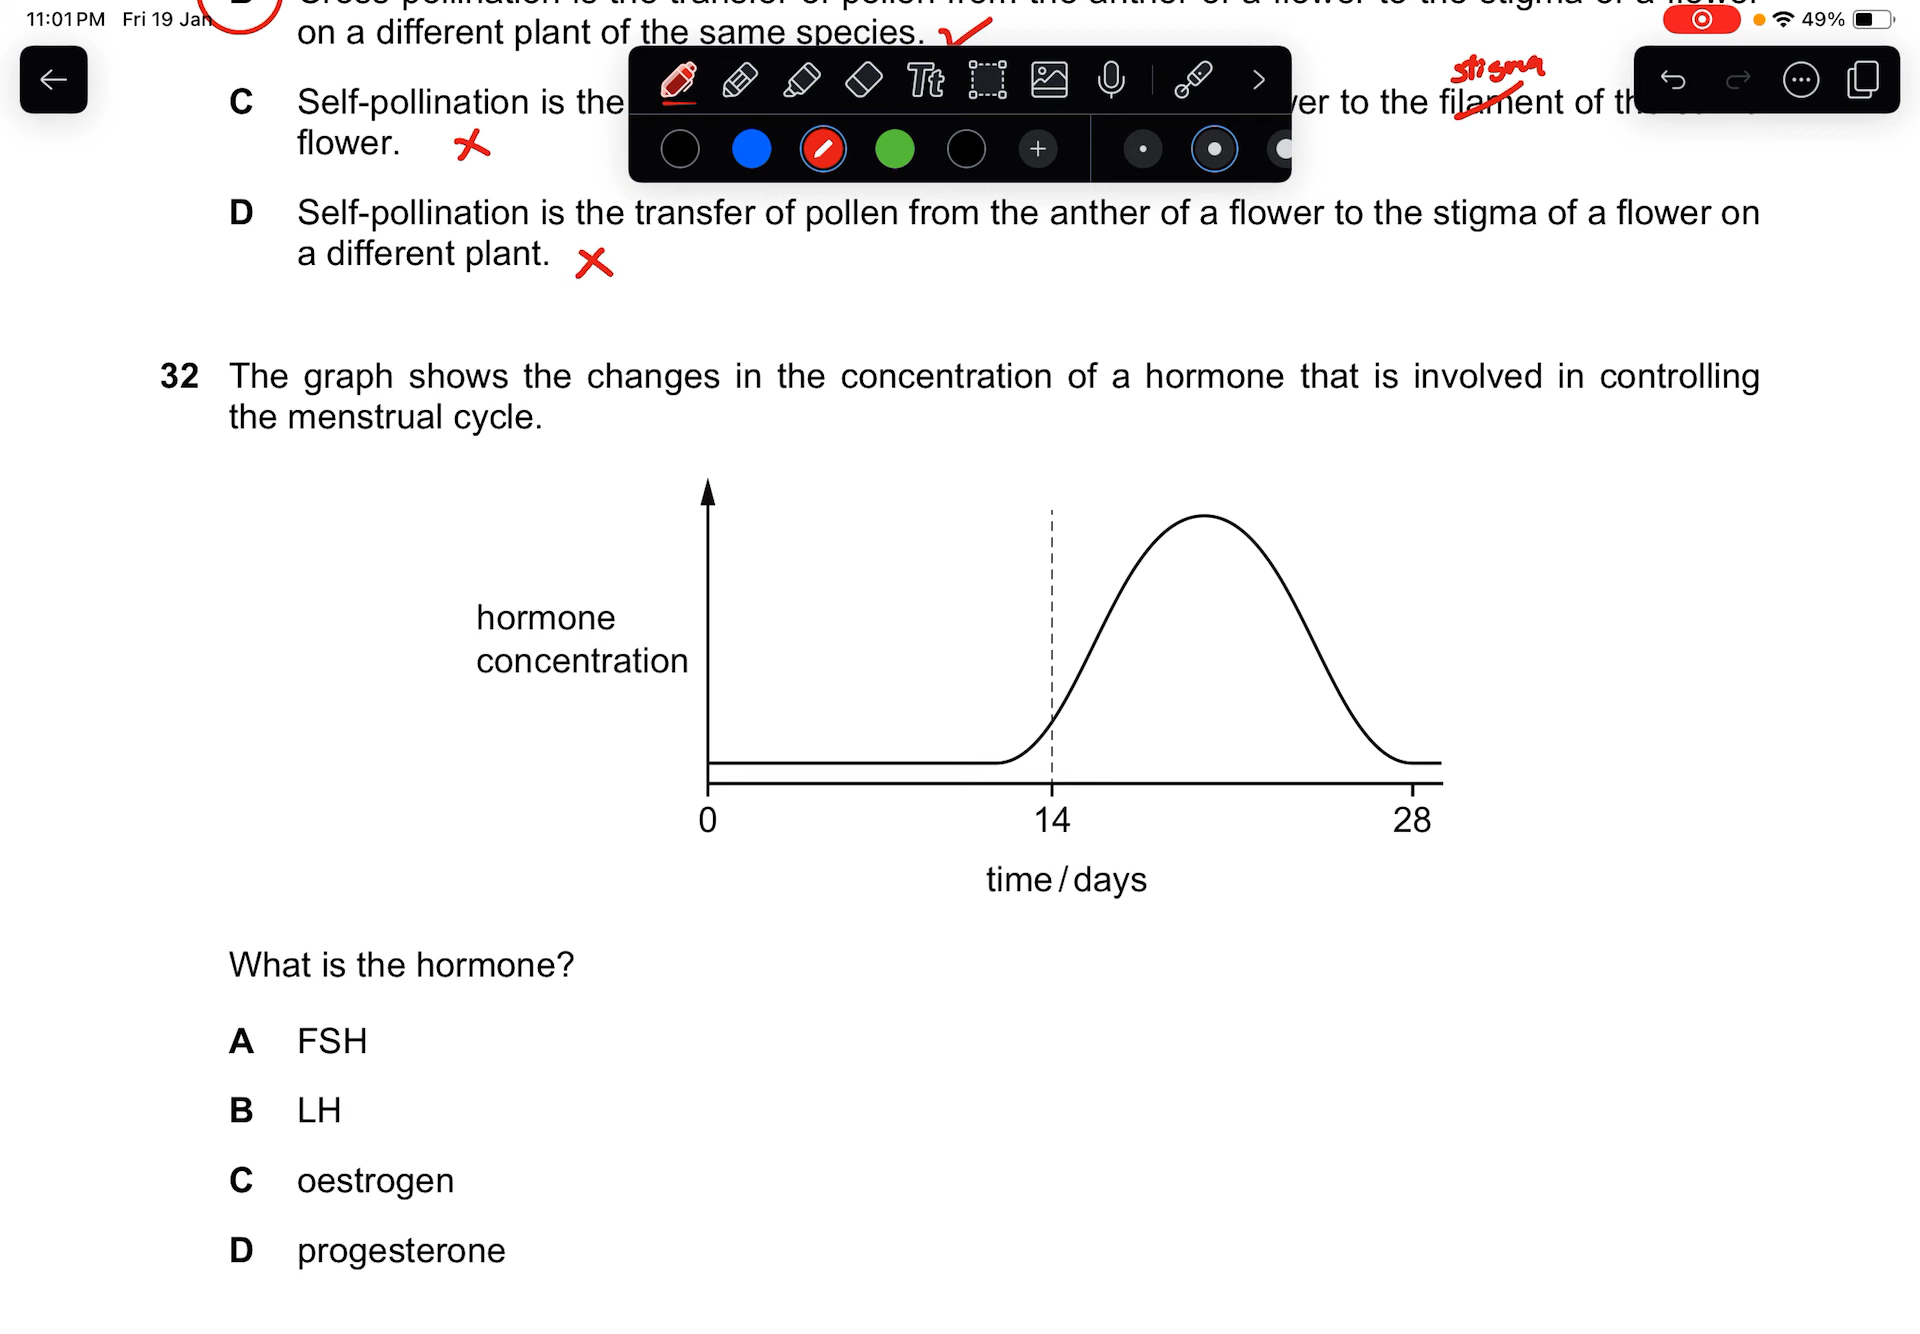 11:01 PM Fri 19 Jan
49%
on a different plant of the same species.
stigma
C Self-pollination is the
to the filament of
flower.
D Self-pollination is the transfer of pollen from the anther of a flower to the stigma of a flower on
a different plant.
32 The graph shows the changes in the concentration of a hormone that is involved in controlling
the menstrual cycle.
hormone
concentration
0 14 28
time / days
What is the hormone?
A FSH
B LH
C oestrogen
D progesterone